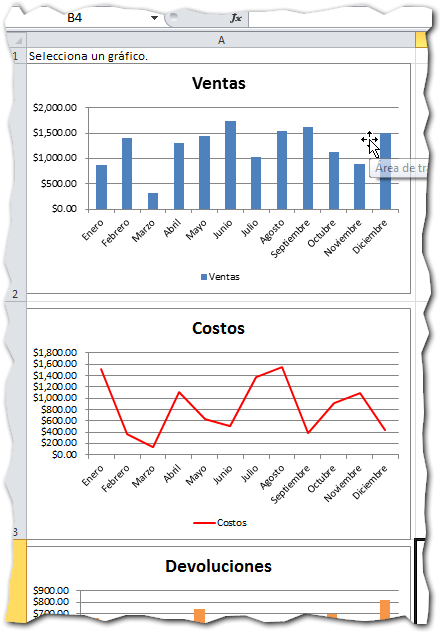 B4
fx
A
1 Selecciona un gráfico.
Ventas
$2,000.00
$1,500.00
$1,000.00
$500.00
$0.00
Enero Febrero Marzo Abril Mayo Junio Julio Agosto Septiembre Octubre Noviembre Diciembre
Área de tra
Ventas
2
Costos
$1,800.00
$1,600.00
$1,400.00
$1,200.00
$1,000.00
$800.00
$600.00
$400.00
$200.00
$0.00
Enero Febrero Marzo Abril Mayo Junio Julio Agosto Septiembre Octubre Noviembre Diciembre
Costos
3
Devoluciones
$900.00
$800.00
$700.00